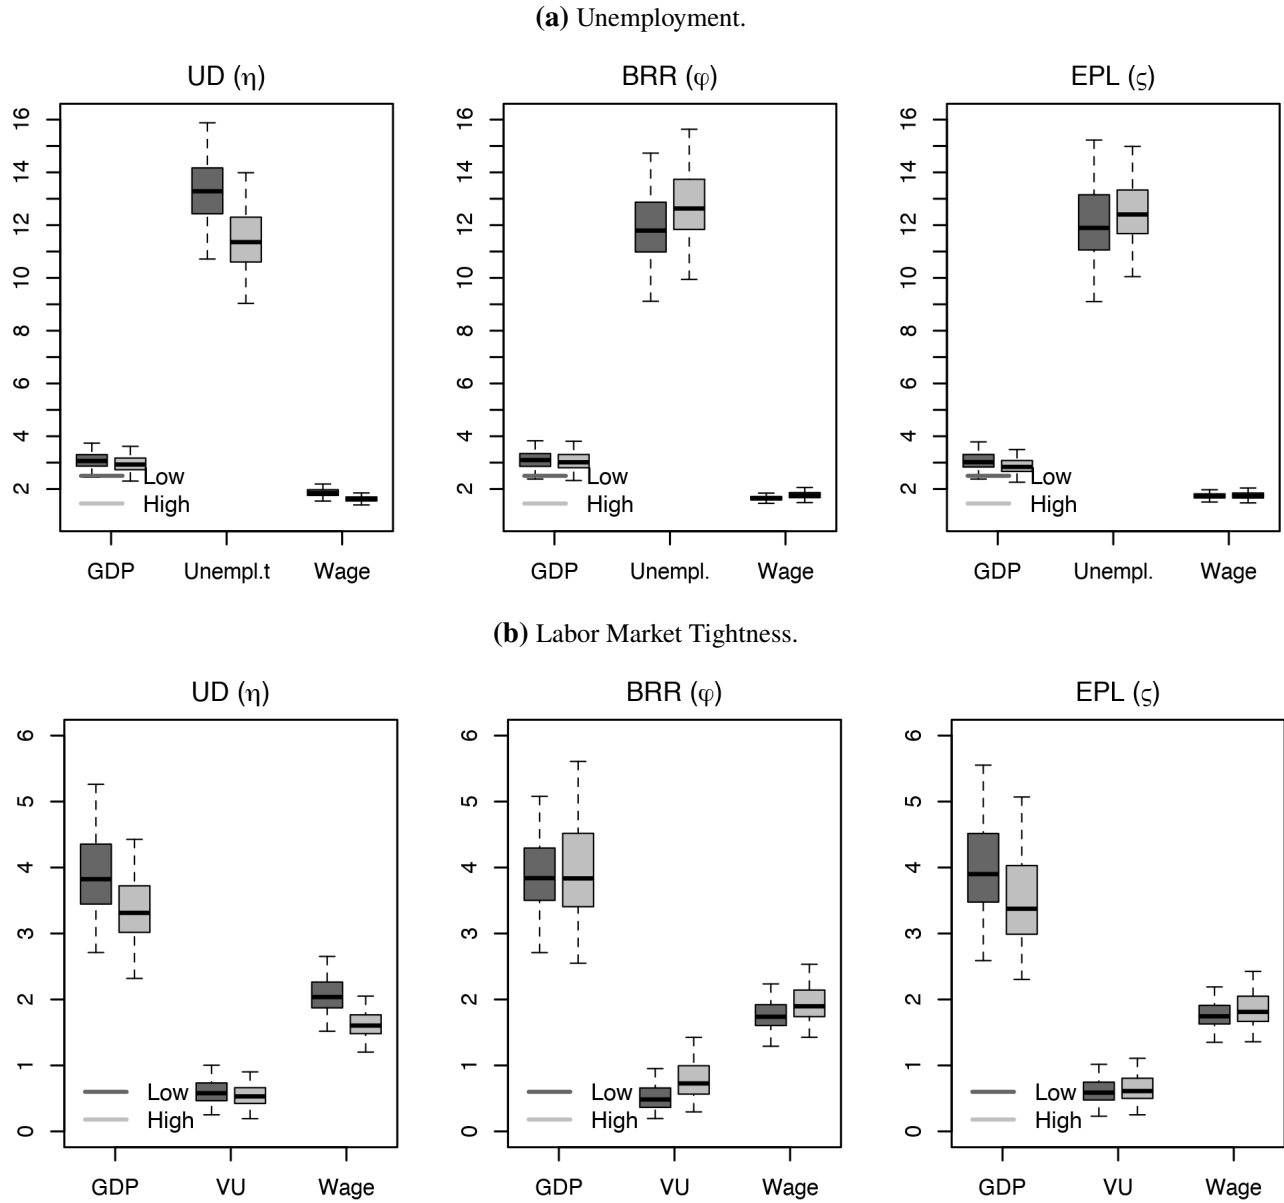 (a) Unemployment.
UD (η)
BRR (φ)
EPL (ς)
16
14
12
10
8
6
4
2
Low
High
GDP
Unempl.t
Wage
16
14
12
10
8
6
4
2
Low
High
GDP
Unempl.
Wage
16
14
12
10
8
6
4
2
Low
High
GDP
Unempl.
Wage
(b) Labor Market Tightness.
UD (η)
BRR (φ)
EPL (ς)
6
5
4
3
2
1
0
Low
High
GDP
VU
Wage
6
5
4
3
2
1
0
Low
High
GDP
VU
Wage
6
5
4
3
2
1
0
Low
High
GDP
VU
Wage